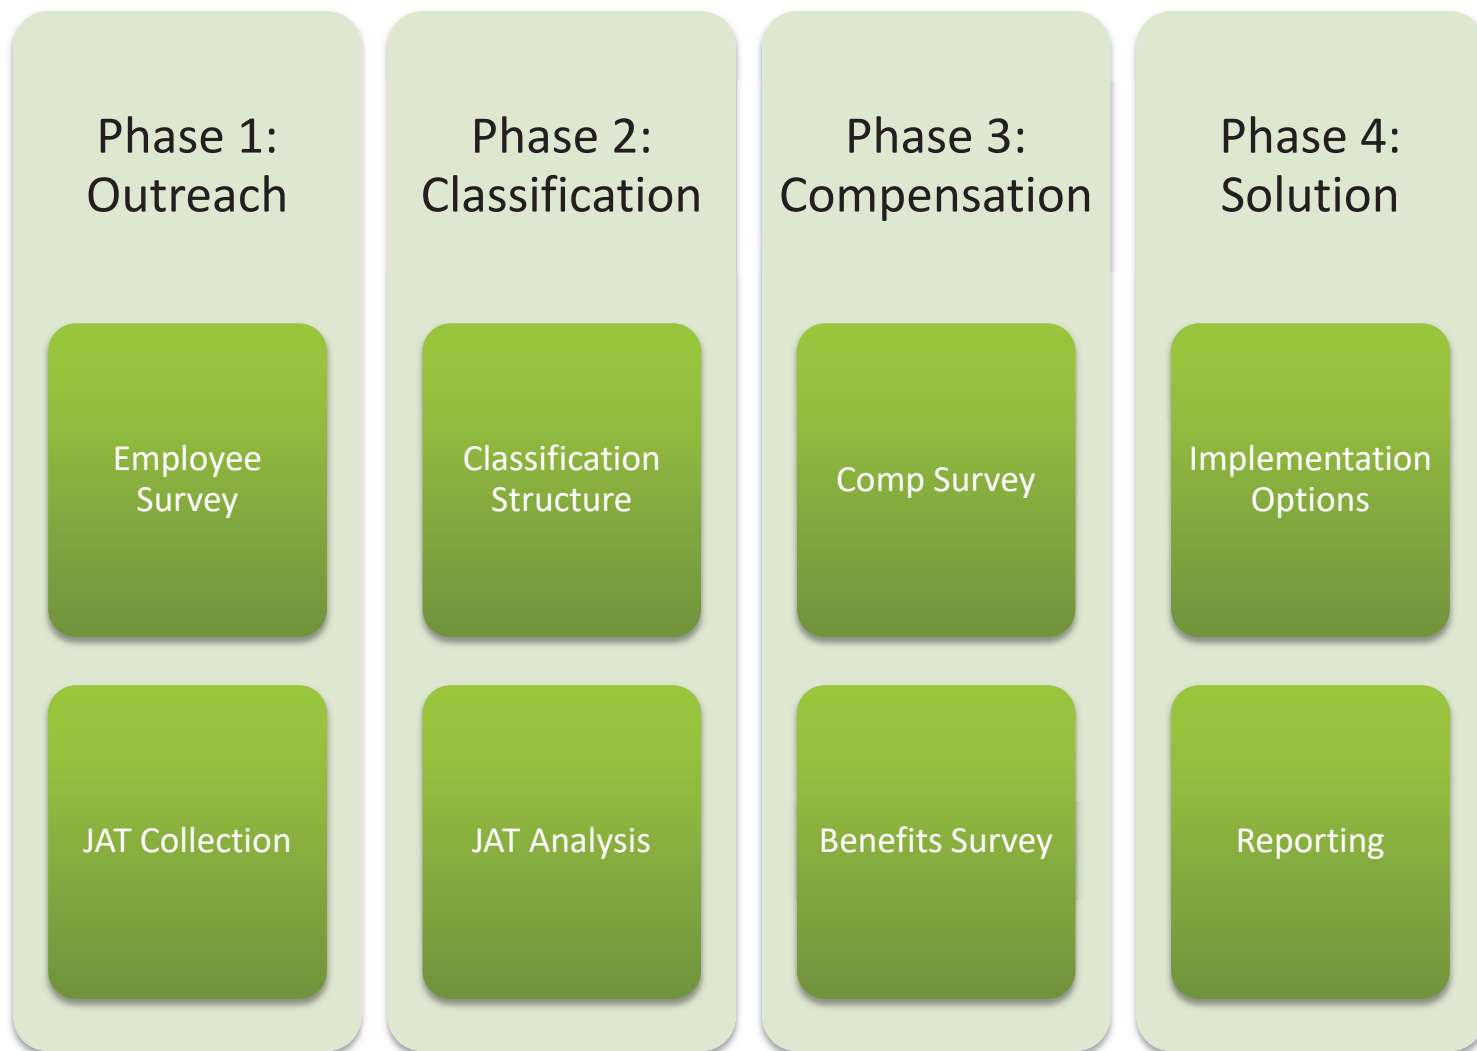 Phase 1:
Outreach
Employee
Survey
JAT Collection
Phase 2:
Classification
Classification
Structure
JAT Analysis
Phase 3:
Compensation
Comp Survey
Benefits Survey
Phase 4:
Solution
Implementation
Options
Reporting